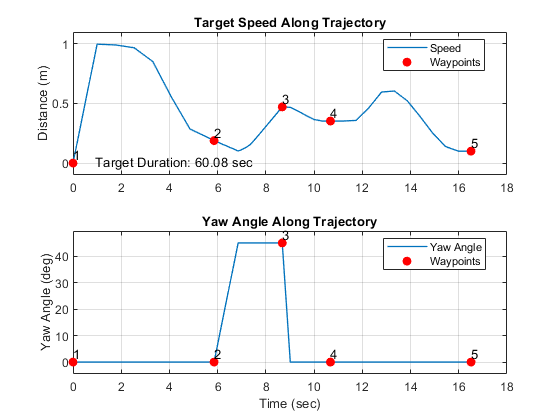 Target Speed Along Trajectory
Distance (m)
1
0.5
0
Speed
Waypoints
1
2
3
4
5
Target Duration: 60.08 sec
0 2 4 6 8 10 12 14 16 18
Yaw Angle Along Trajectory
Yaw Angle (deg)
40
30
20
10
0
Yaw Angle
Waypoints
1
2
3
4
5
0 2 4 6 8 10 12 14 16 18
Time (sec)